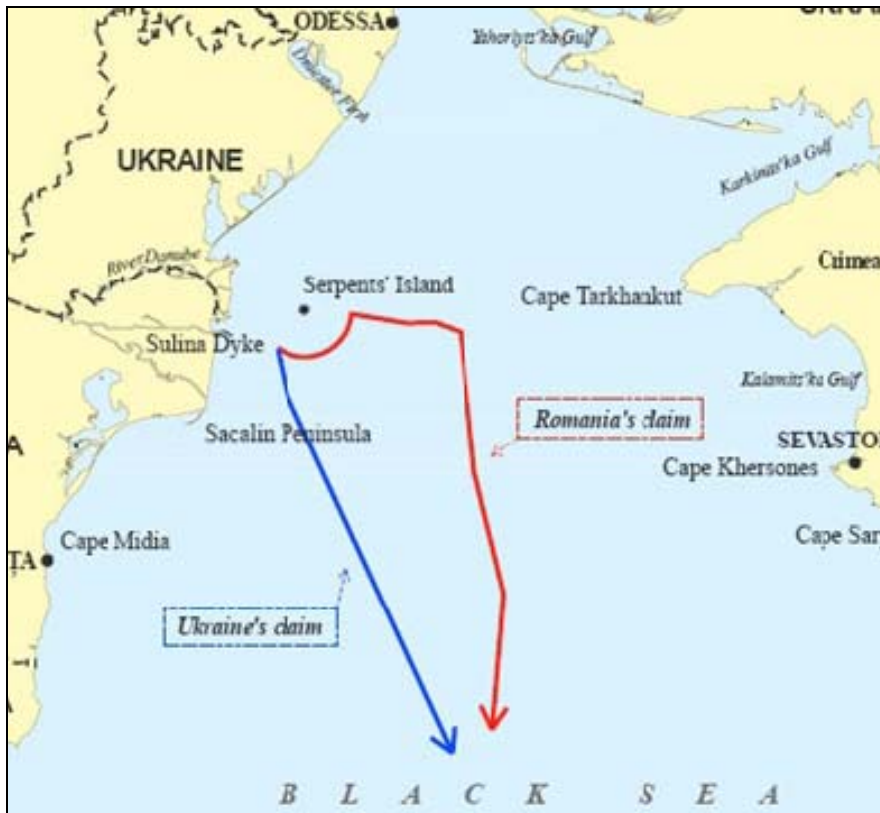 ODESSA
Yahorlyts'ka Gulf
Dniester Firth
UKRAINE
Karkinits'ka Gulf
River Danube
Crimea
Serpents' Island
Cape Tarkhankut
Sulina Dyke
Kalamits'ka Gulf
Romania's claim
Sacalin Peninsula
SEVASTO
Cape Khersones
Cape Midia
Cape Sar
TA
Ukraine's claim
B L A C K S E A